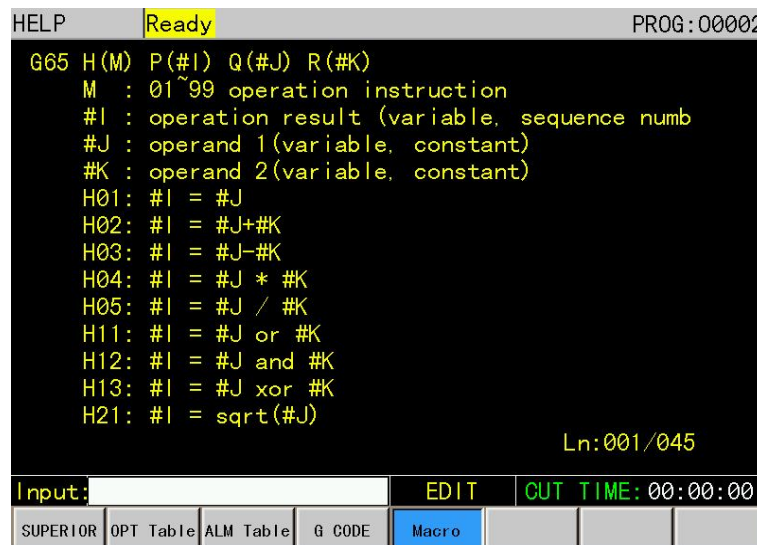 HELP Ready PROG:O0002
G65 H(M) P(#I) Q(#J) R(#K)
M : 01~99 operation instruction
#I : operation result (variable, sequence numb
#J : operand 1(variable, constant)
#K : operand 2(variable, constant)
H01: #I = #J
H02: #I = #J+#K
H03: #I = #J-#K
H04: #I = #J * #K
H05: #I = #J / #K
H11: #I = #J or #K
H12: #I = #J and #K
H13: #I = #J xor #K
H21: #I = sqrt(#J)
Ln:001/045
Input: EDIT CUT TIME:00:00:00
SUPERIOR OPT Table ALM Table G CODE Macro